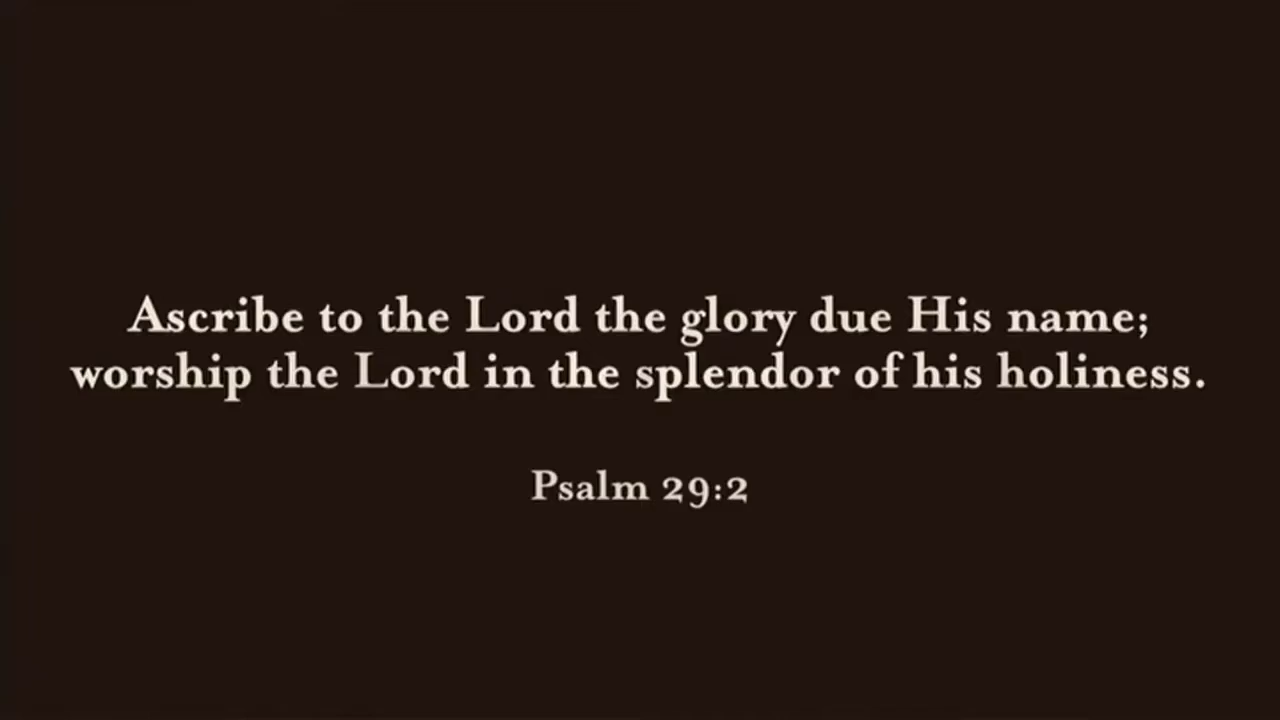 Ascribe to the Lord the glory due His name;
worship the Lord in the splendor of his holiness.
Psalm 29:2